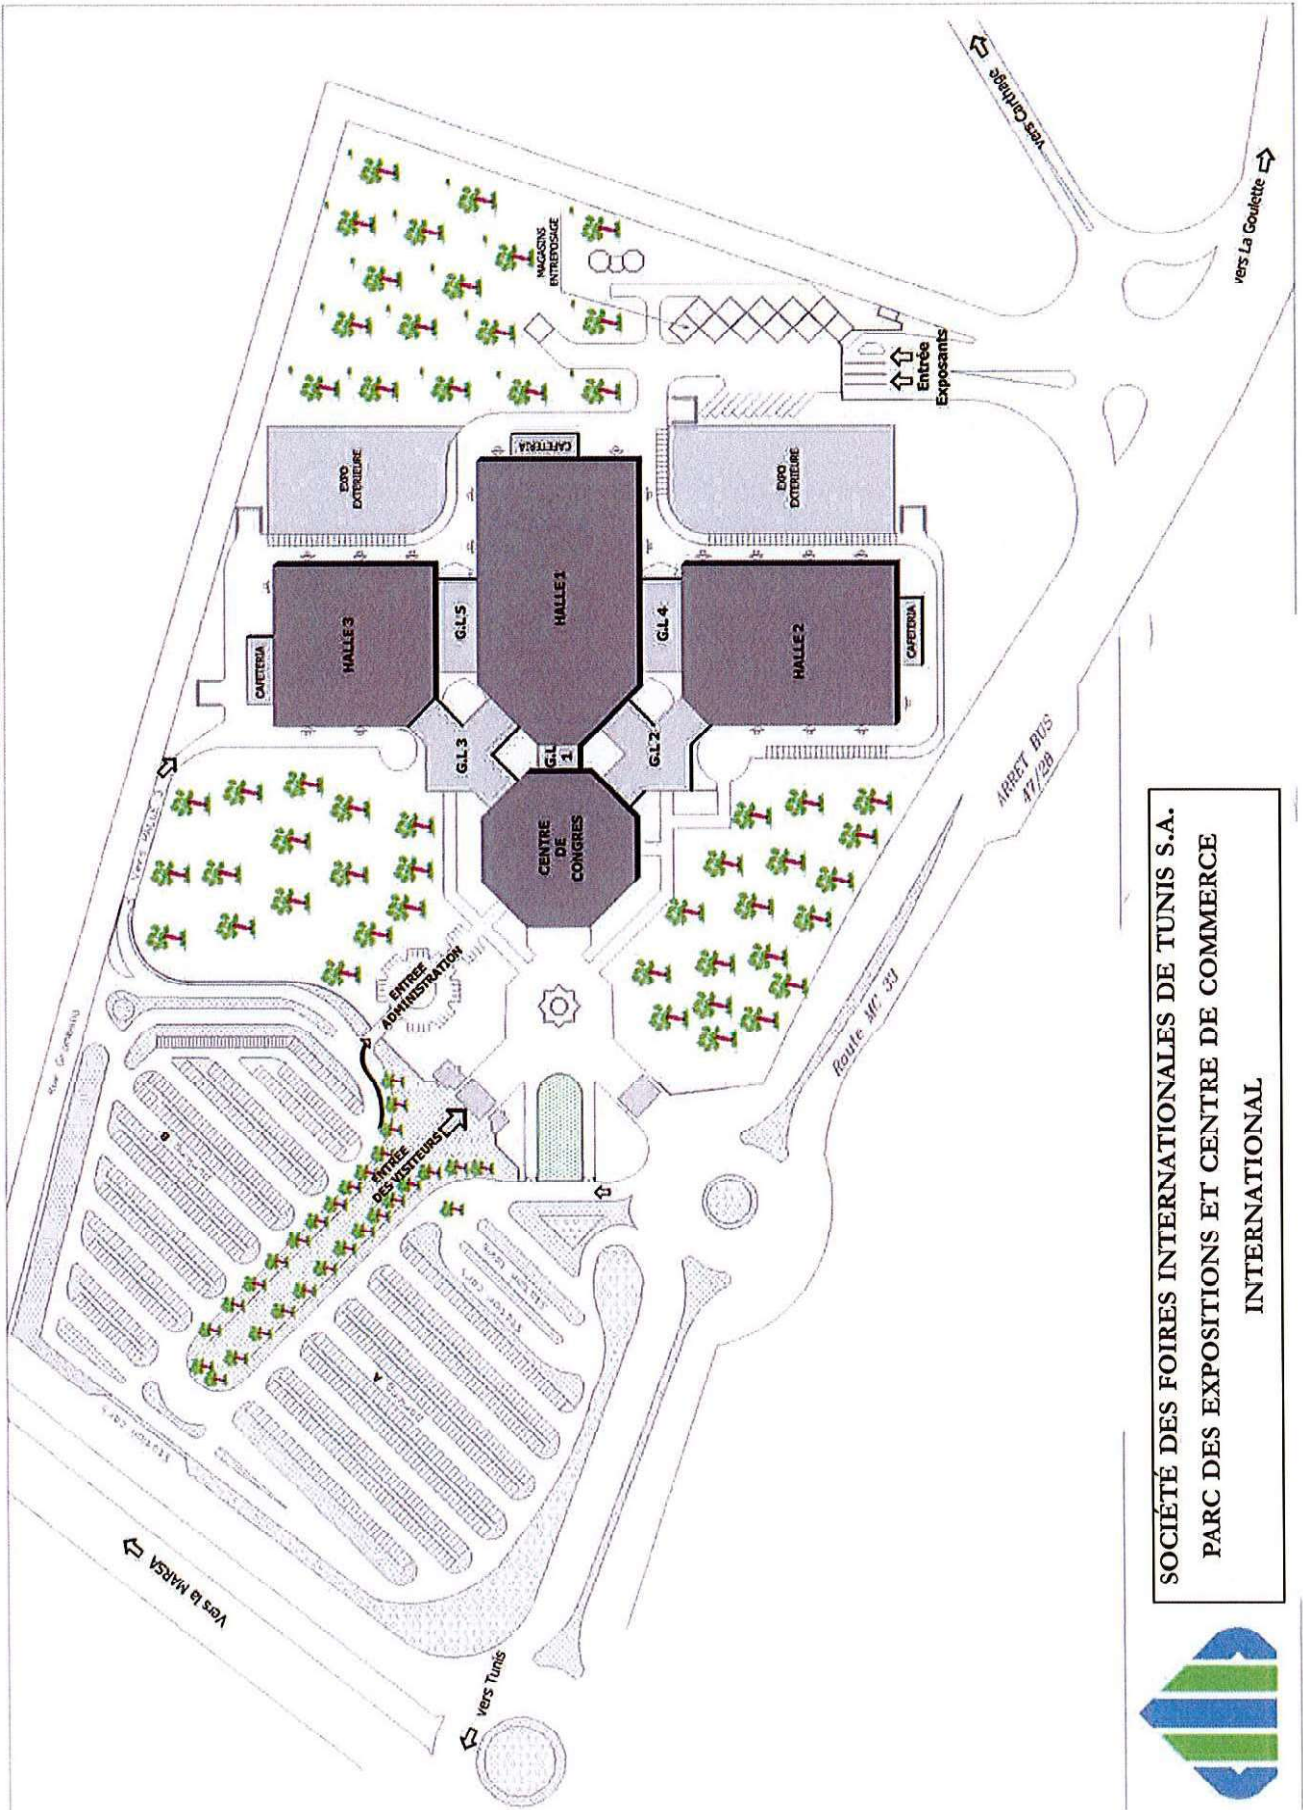 vers Carthage
vers La Goulette
MAGASINS
ENTREPOSAGE
Entrée
Exposants
EXPO
EXTERIEURE
CAFETERIA
EXPO
EXTERIEURE
HALLE 3
G.L 5
HALLE 1
G.L 4
HALLE 2
CAFETERIA
CAFETERIA
G.L 3
G.L
1
G.L 2
CENTRE
DE
CONGRES
ARRET BUS
47/28
ENTREE
ADMINISTRATION
Route MC 33
ENTREE
DES VISITEURS
B
A
Vers la MARSA
vers Tunis
SOCIÉTÉ DES FOIRES INTERNATIONALES DE TUNIS S.A.
PARC DES EXPOSITIONS ET CENTRE DE COMMERCE
INTERNATIONAL